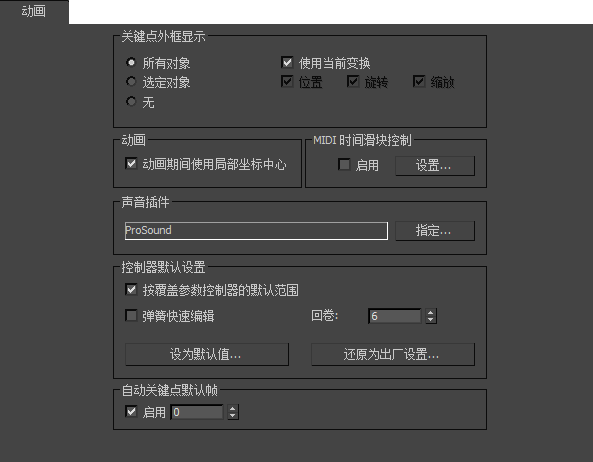 动画
关键点外框显示
所有对象
使用当前变换
选定对象
位置
旋转
缩放
无
动画
动画期间使用局部坐标中心
MIDI 时间滑块控制
启用
设置...
声音插件
ProSound
指定...
控制器默认设置
按覆盖参数控制器的默认范围
弹簧快速编辑
回卷:
6
设为默认值...
还原为出厂设置...
自动关键点默认帧
启用
0